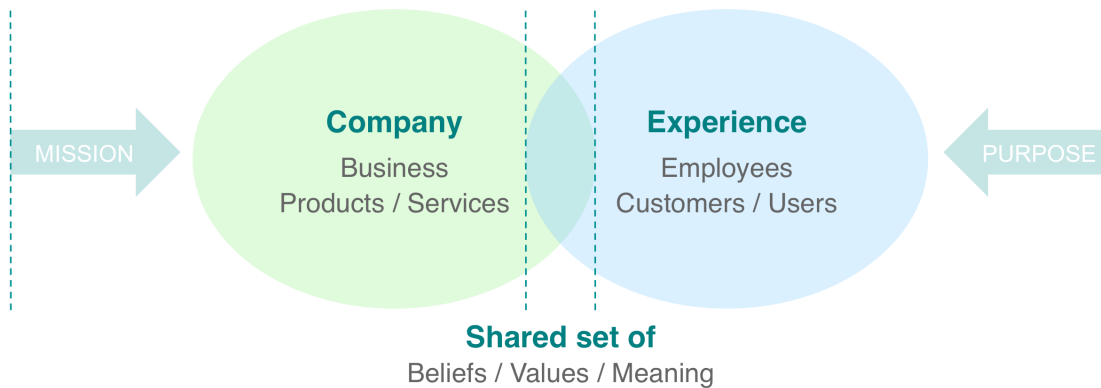 Company
Experience
MISSION
Business
Employees
PURPOSE
Products / Services
Customers / Users
Shared set of
Beliefs / Values / Meaning